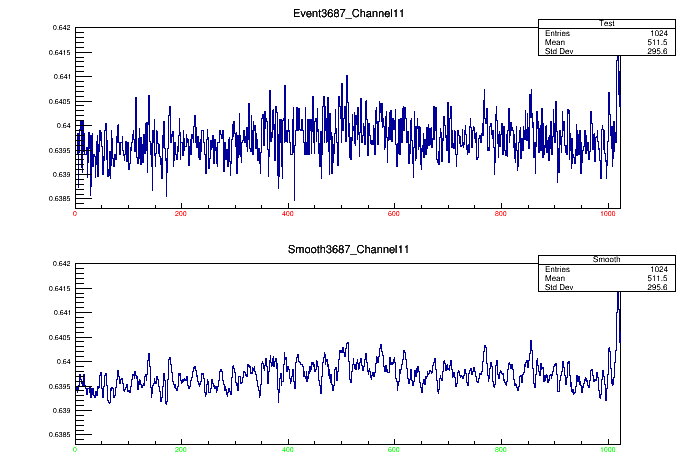 Event3687_Channel11
Test
Entries 1024
Mean 511.5
Std Dev 295.6
0.642
0.6415
0.641
0.6405
0.64
0.6395
0.639
0.6385
0 200 400 600 800 1000
Smooth3687_Channel11
Smooth
Entries 1024
Mean 511.5
Std Dev 295.6
0.642
0.6415
0.641
0.6405
0.64
0.6395
0.639
0.6385
0 200 400 600 800 1000